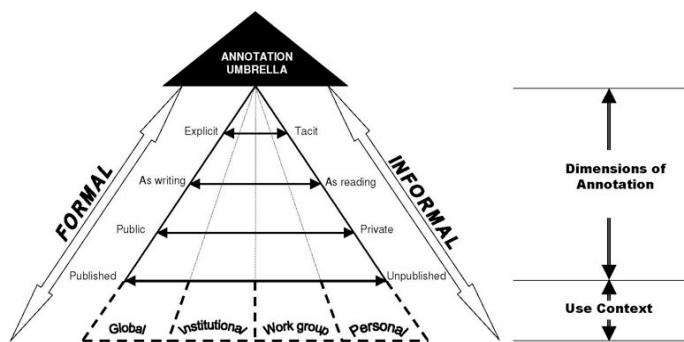 ANNOTATION
UMBRELLA
FORMAL
INFORMAL
Explicit
Tacit
As writing
As reading
Public
Private
Published
Unpublished
Global
Institutional
Work group
Personal
Dimensions of
Annotation
Use Context